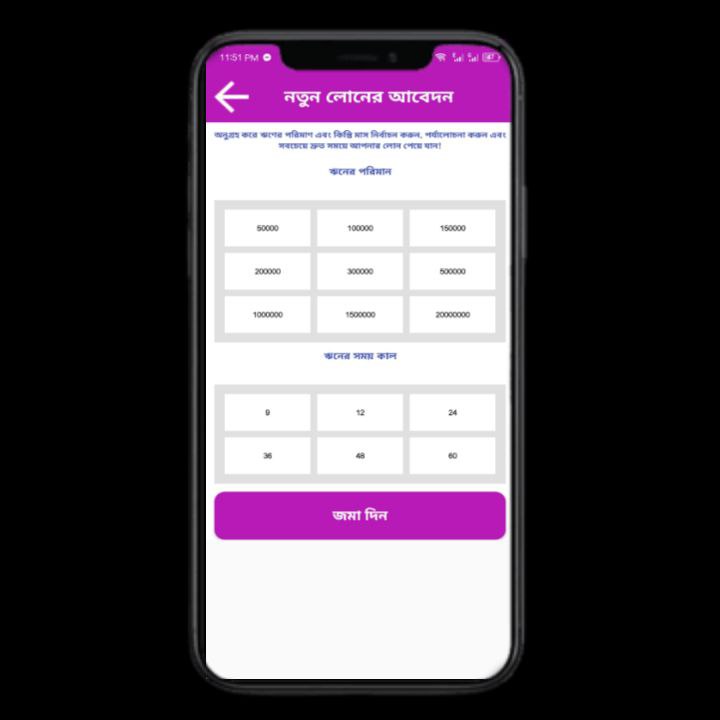 11:51 PM
নতুন লোনের আবেদন
অনুগ্রহ করে ঋণের পরিমাণ এবং কিস্তি মাস নির্বাচন করুন, পর্যালোচনা করুন এবং
সবচেয়ে দ্রুত সময়ে আপনার লোন পেয়ে যান!
ঋনের পরিমান
50000 100000 150000
200000 300000 500000
1000000 1500000 20000000
ঋনের সময় কাল
9 12 24
36 48 60
জমা দিন